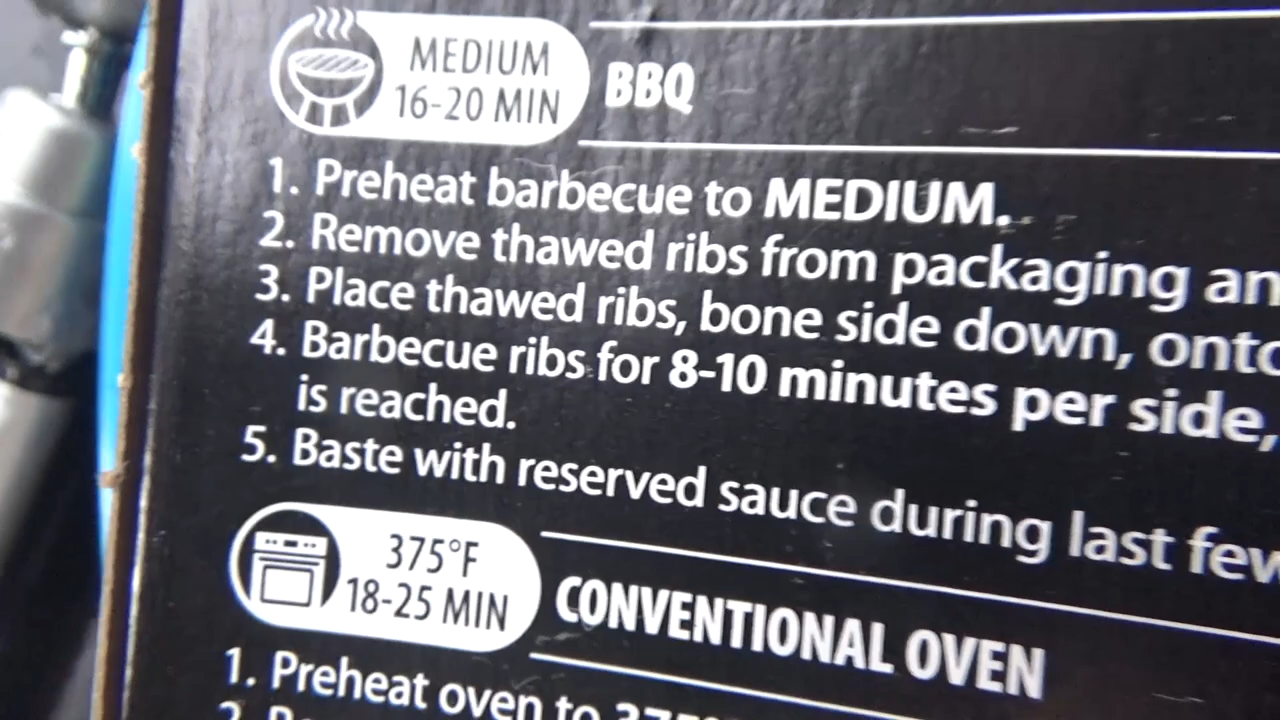 MEDIUM
16-20 MIN
BBQ
1. Preheat barbecue to MEDIUM.
2. Remove thawed ribs from packaging an
3. Place thawed ribs, bone side down, onto
4. Barbecue ribs for 8-10 minutes per side,
is reached.
5. Baste with reserved sauce during last few
375°F
18-25 MIN
CONVENTIONAL OVEN
1. Preheat oven to 375°
2.